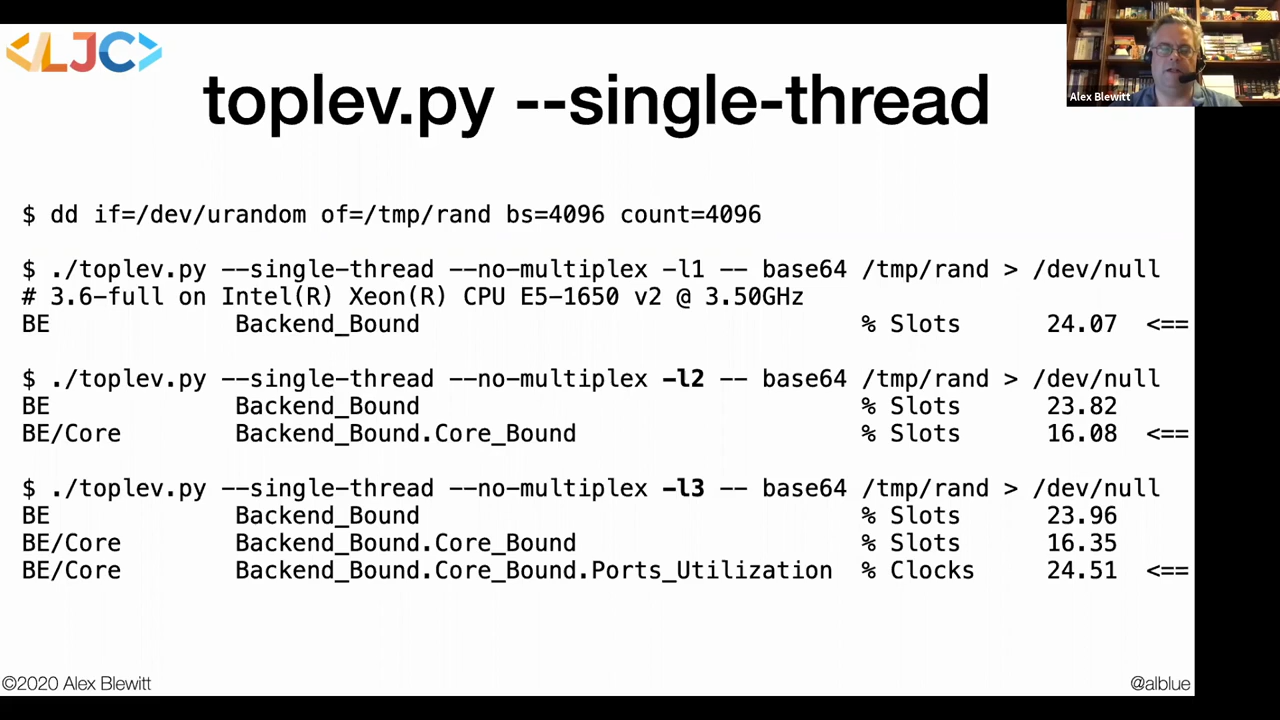 <LJC>
Alex Blewitt
toplev.py --single-thread
$ dd if=/dev/urandom of=/tmp/rand bs=4096 count=4096
$ ./toplev.py --single-thread --no-multiplex -l1 -- base64 /tmp/rand > /dev/null
# 3.6-full on Intel(R) Xeon(R) CPU E5-1650 v2 @ 3.50GHz
BE Backend_Bound % Slots 24.07 <==
$ ./toplev.py --single-thread --no-multiplex -l2 -- base64 /tmp/rand > /dev/null
BE Backend_Bound % Slots 23.82
BE/Core Backend_Bound.Core_Bound % Slots 16.08 <==
$ ./toplev.py --single-thread --no-multiplex -l3 -- base64 /tmp/rand > /dev/null
BE Backend_Bound % Slots 23.96
BE/Core Backend_Bound.Core_Bound % Slots 16.35
BE/Core Backend_Bound.Core_Bound.Ports_Utilization % Clocks 24.51 <==
©2020 Alex Blewitt
@alblue